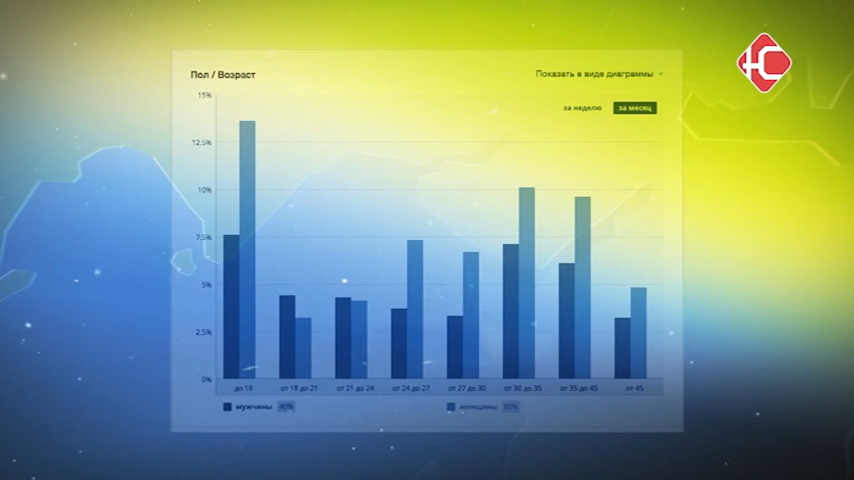 ЮС
Пол / Возраст
Показать в виде диаграммы
за неделю за месяц
15%
12.5%
10%
7.5%
5%
2.5%
0%
до 18 от 18 до 21 от 21 до 24 от 24 до 27 от 27 до 30 от 30 до 35 от 35 до 45 от 45
мужчины 40% женщины 60%